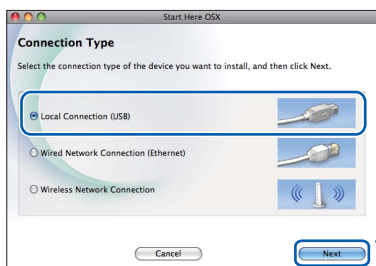 Start Here OSX
Connection Type
Select the connection type of the device you want to install, and then click Next.
Local Connection (USB)
Wired Network Connection (Ethernet)
Wireless Network Connection
Cancel
Next